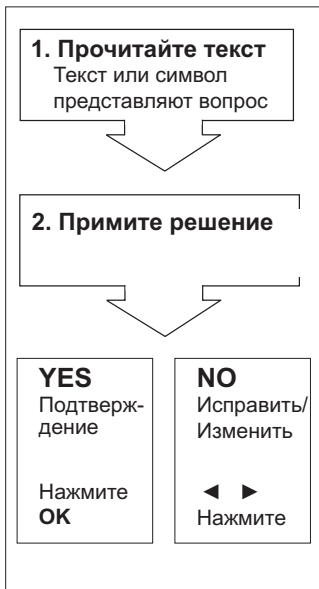 1. Прочитайте текст
Текст или символ
представляют вопрос
2. Примите решение
YES
Подтверж-
дение
Нажмите
OK
NO
Исправить/
Изменить
◄ ►
Нажмите